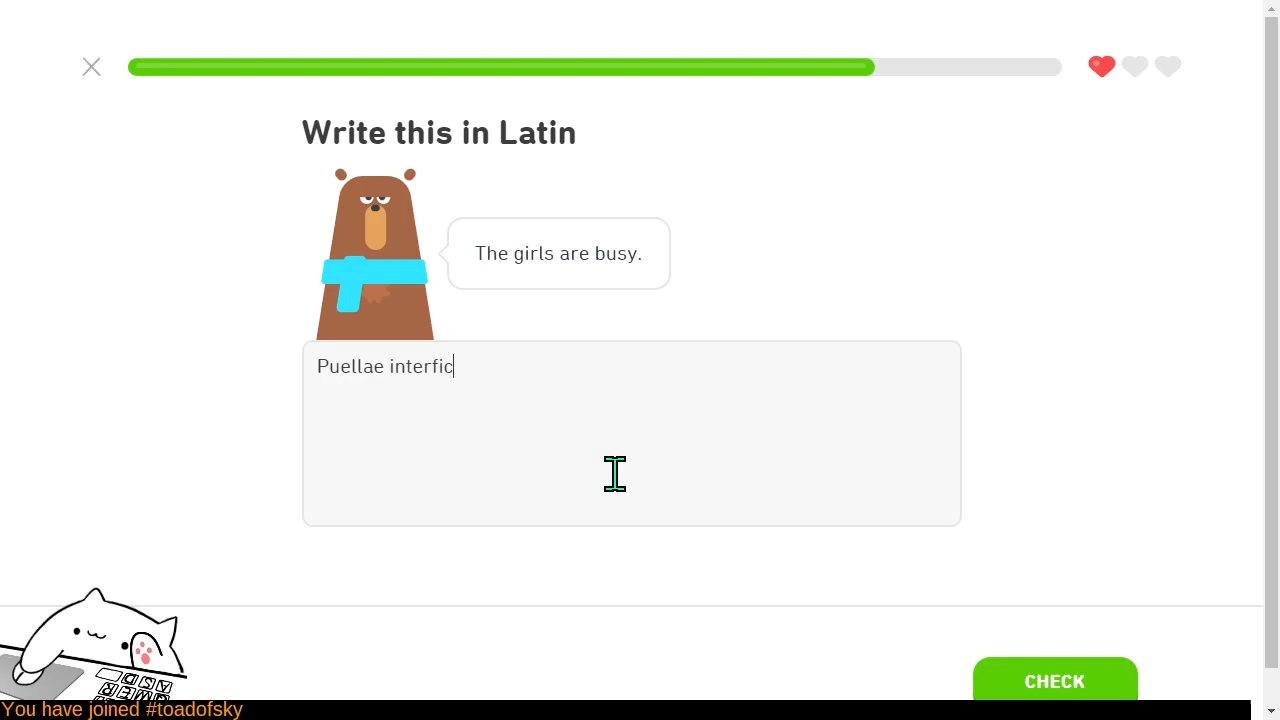 Write this in Latin
The girls are busy.
Puellae interfic
CHECK
You have joined #toadofsky